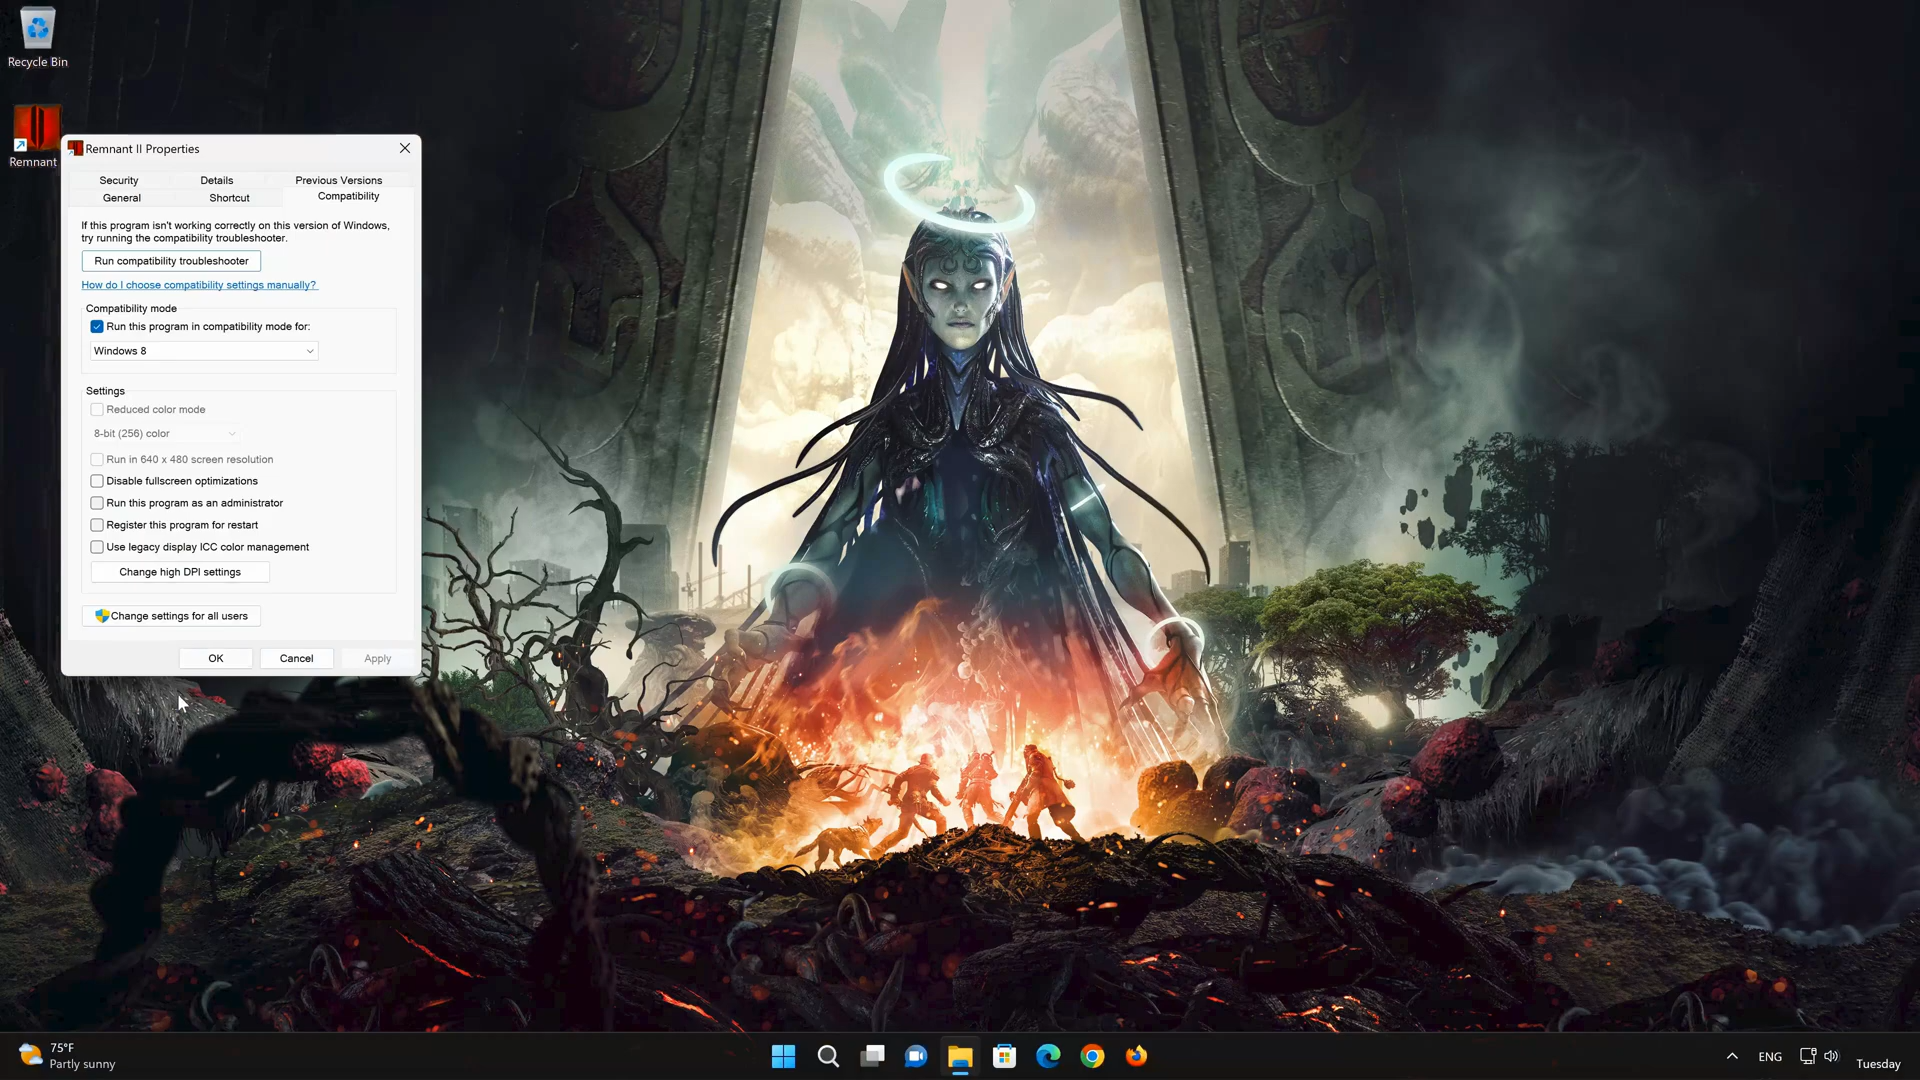 Recycle Bin
Remnant
Remnant II Properties
Security
Details
Previous Versions
General
Shortcut
Compatibility
If this program isn't working correctly on this version of Windows,
try running the compatibility troubleshooter.
Run compatibility troubleshooter
How do I choose compatibility settings manually?
Compatibility mode
Run this program in compatibility mode for:
Windows 8
Settings
Reduced color mode
8-bit (256) color
Run in 640 x 480 screen resolution
Disable fullscreen optimizations
Run this program as an administrator
Register this program for restart
Use legacy display ICC color management
Change high DPI settings
Change settings for all users
OK
Cancel
Apply
75°F
Partly sunny
ENG
Tuesday